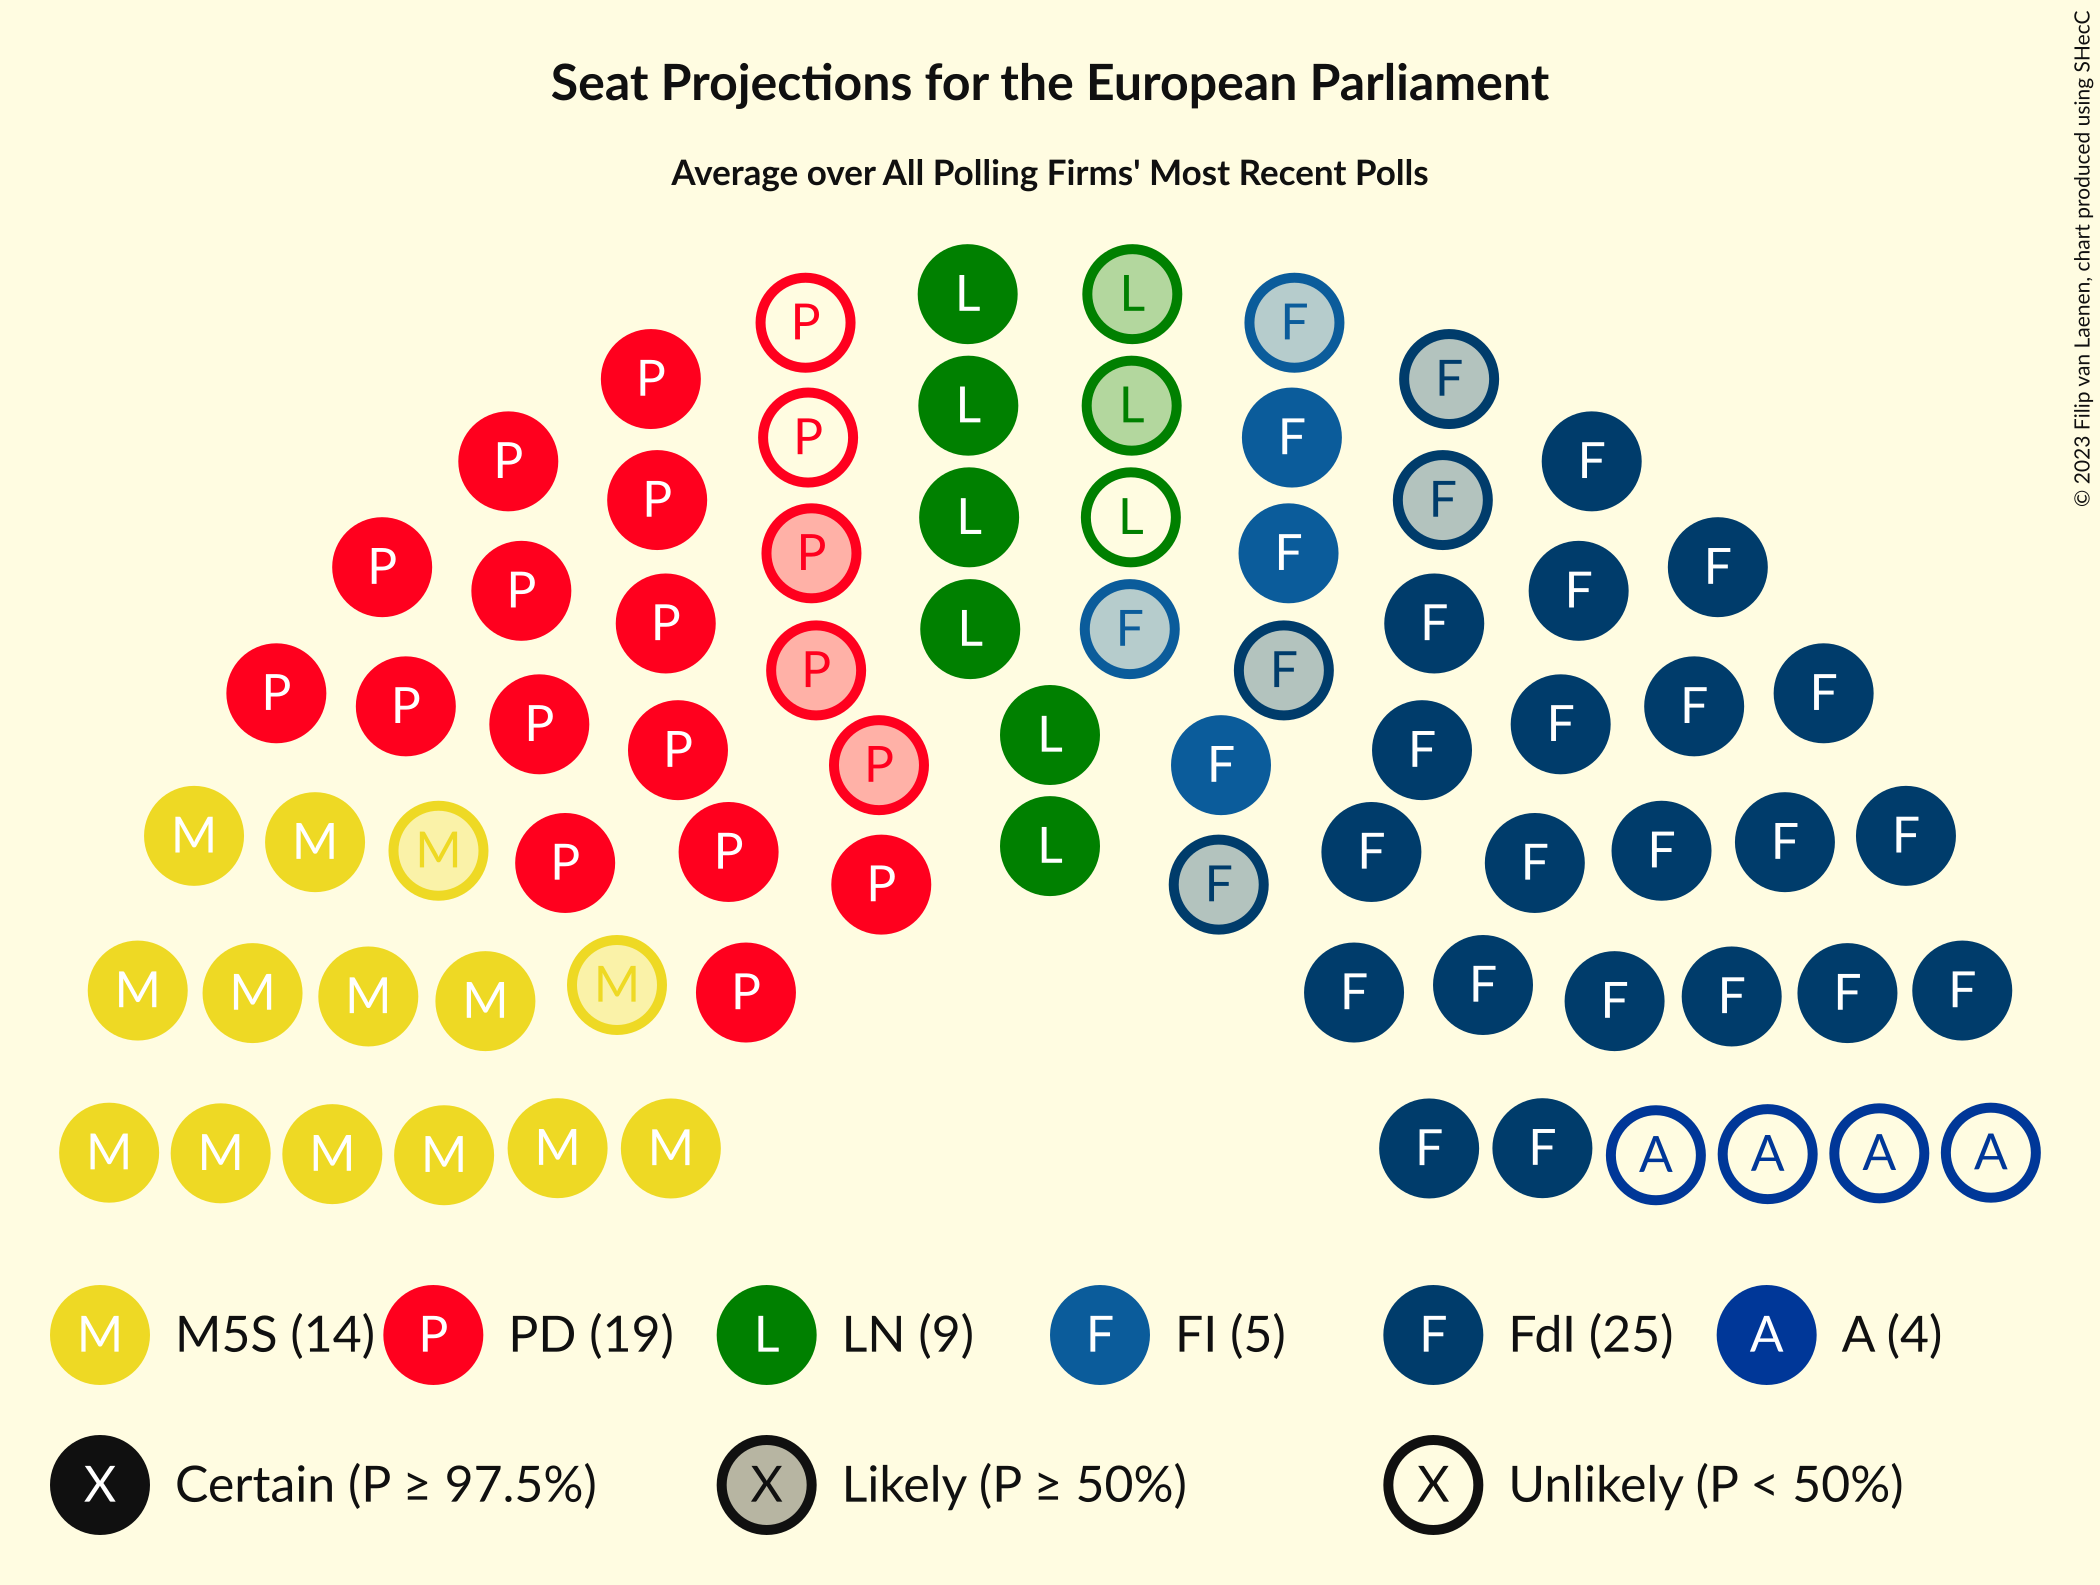 Seat Projections for the European Parliament
Average over All Polling Firms' Most Recent Polls
© 2023 Filip van Laenen, chart produced using SHecC
P L L F
P F
P P F
L L
P P F
P F F
L L
P P F F
P F F
L F
P P F F
P P F F
L
P P P F F F
P F
M M M P P P L F F F F F F
M M M M M P F F F F F F
M M M M M M F F A A A A
M M5S (14) P PD (19) L LN (9) F FI (5) F FdI (25) A A (4)
X Certain (P ≥ 97.5%) X Likely (P ≥ 50%) X Unlikely (P < 50%)